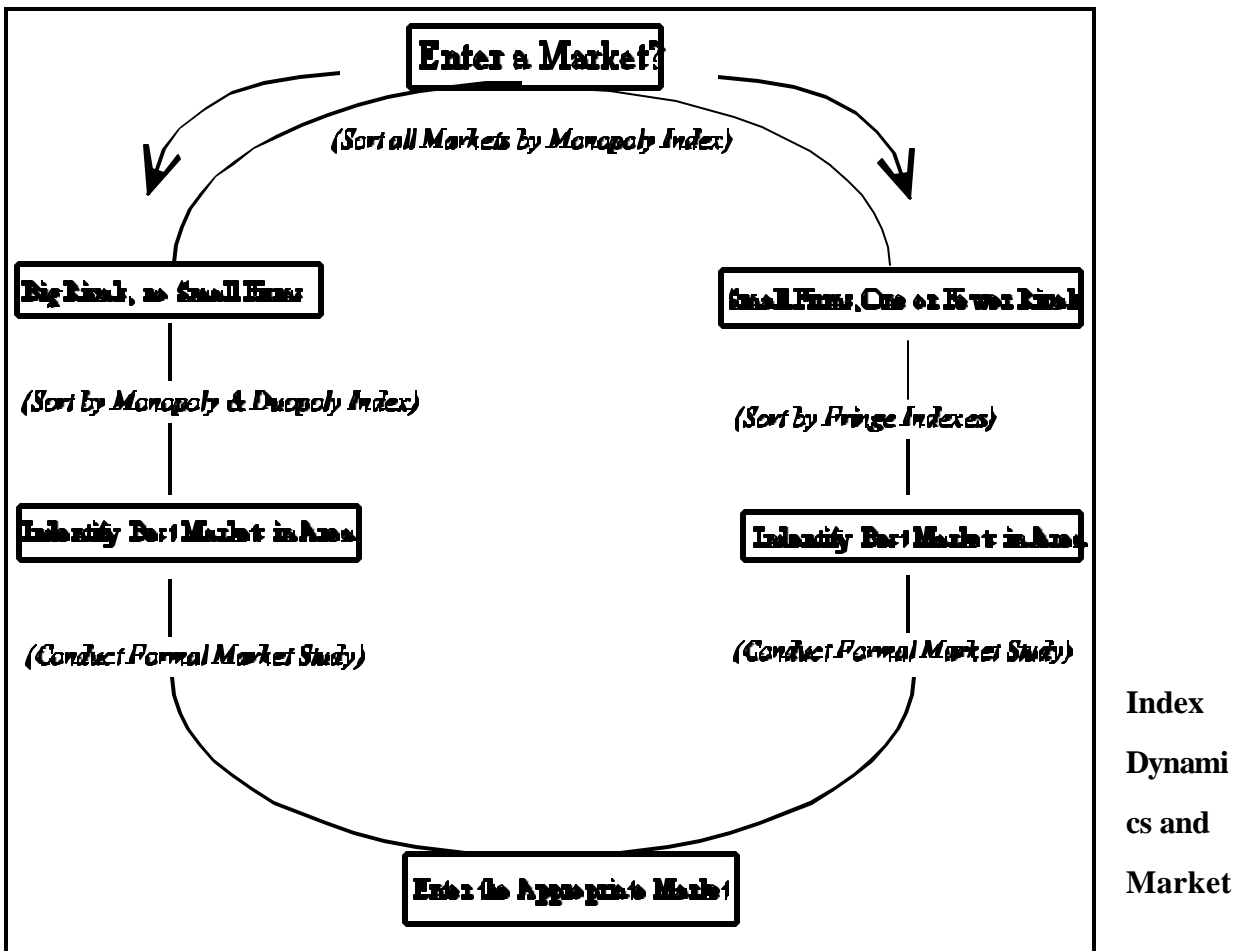 Enter a Market?
(Sort all Markets by Monopoly Index)
Big Rivals, no Small Firms
Small Firms, One or Fewer Rivals
(Sort by Monopoly & Duopoly Index)
(Sort by Fringe Indexes)
Best Market in Area
Best Market in Area
(Conduct Formal Market Study)
(Conduct Formal Market Study)
Enter the Appropriate Market
Index
Dynami
cs and
Market